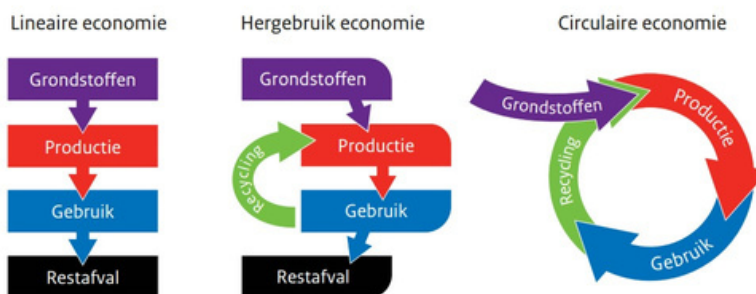 Lineaire economie
Grondstoffen
Productie
Gebruik
Restafval
Hergebruik economie
Grondstoffen
Productie
Recycling
Gebruik
Restafval
Circulaire economie
Grondstoffen
Productie
Recycling
Gebruik